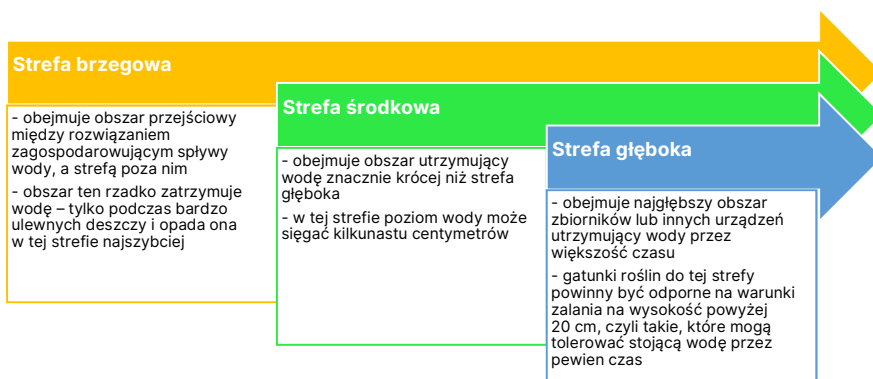 Strefa brzegowa
- obejmuje obszar przejściowy
między rozwiązaniem
zagospodarowującym spływy
wody, a strefą poza nim
- obszar ten rzadko zatrzymuje
wodę – tylko podczas bardzo
ulewnych deszczy i opada ona
w tej strefie najszybciej
Strefa środkowa
- obejmuje obszar utrzymujący
wodę znacznie krócej niż strefa
głęboka
- w tej strefie poziom wody może
sięgać kilkunastu centymetrów
Strefa głęboka
- obejmuje najgłębszy obszar
zbiorników lub innych urządzeń
utrzymujący wody przez
większość czasu
- gatunki roślin do tej strefy
powinny być odporne na warunki
zalania na wysokość powyżej
20 cm, czyli takie, które mogą
tolerować stojącą wodę przez
pewien czas